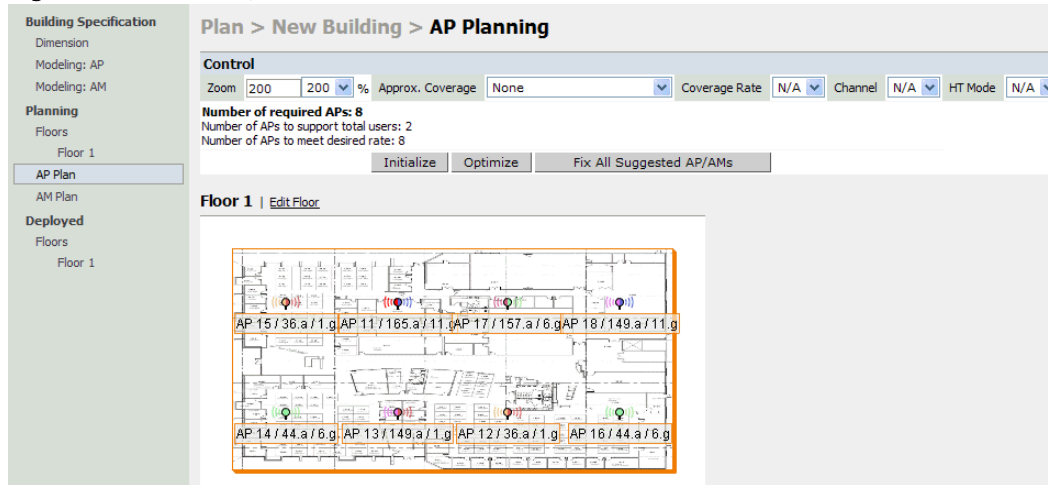 Building Specification
Dimension
Modeling: AP
Modeling: AM
Planning
Floors
Floor 1
AP Plan
AM Plan
Deployed
Floors
Floor 1
Plan > New Building > AP Planning
Control
Zoom 200 200 % Approx. Coverage None Coverage Rate N/A Channel N/A HT Mode N/A
Number of required APs: 8
Number of APs to support total users: 2
Number of APs to meet desired rate: 8
Initialize Optimize Fix All Suggested AP/AMs
Floor 1 | Edit Floor
AP 15 / 36.a / 1.g AP 11 / 165.a / 11.g AP 17 / 157.a / 6.g AP 18 / 149.a / 11.g
AP 14 / 44.a / 6.g AP 13 / 149.a / 1.g AP 12 / 36.a / 1.g AP 16 / 44.a / 6.g